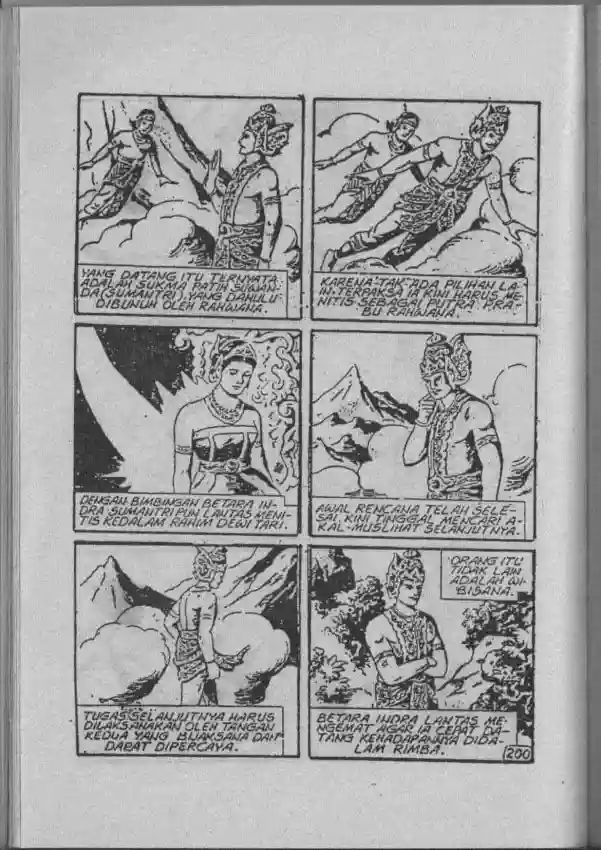 YANG DATANG ITU TERNYATA
ADALAH SUKMA PATIH SUWAN-
DA (SUMANTRI), YANG DAHULU
DIBUNUH OLEH RAHWANA.
KARENA TAK ADA PILIHAN LA-
IN, TERPAKSA IA KINI HARUS ME-
NITIS SEBAGAI PUTRA PRA-
BU RAHWANA.
DENGAN BIMBINGAN BETARA IN-
DRA, SUMANTRI PUN LANTAS MENI-
TIS KEDALAM RAHIM DEWI TARI.
AWAL RENCANA TELAH SELE-
SAI, KINI TINGGAL MENCARI A-
KAL-MUSLIHAT SELANJUTNYA.
TUGAS SELANJUTNYA HARUS
DILAKSANAKAN OLEH TANGAN
KEDUA YANG BIJAKSANA DAN
DAPAT DIPERCAYA.
ORANG ITU
TIDAK LAIN
ADALAH WI-
BISANA.
BETARA INDRA LANTAS ME-
NGEMAT AGAR IA CEPAT DA-
TANG KEHADAPANNYA DIDA-
LAM RIMBA.
200